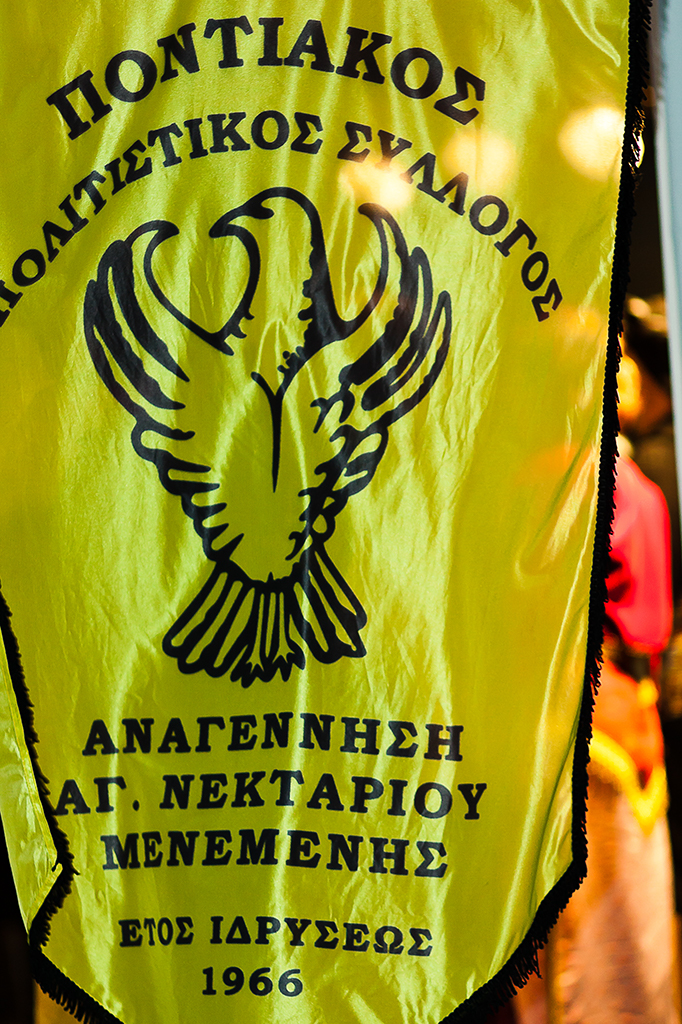 ΠΟΝΤΙΑΚΟΣ
ΠΟΛΙΤΙΣΤΙΚΟΣ ΣΥΛΛΟΓΟΣ
ΑΝΑΓΕΝΝΗΣΗ
ΑΓ. ΝΕΚΤΑΡΙΟΥ
ΜΕΝΕΜΕΝΗΣ
ΕΤΟΣ ΙΔΡΥΣΕΩΣ
1966